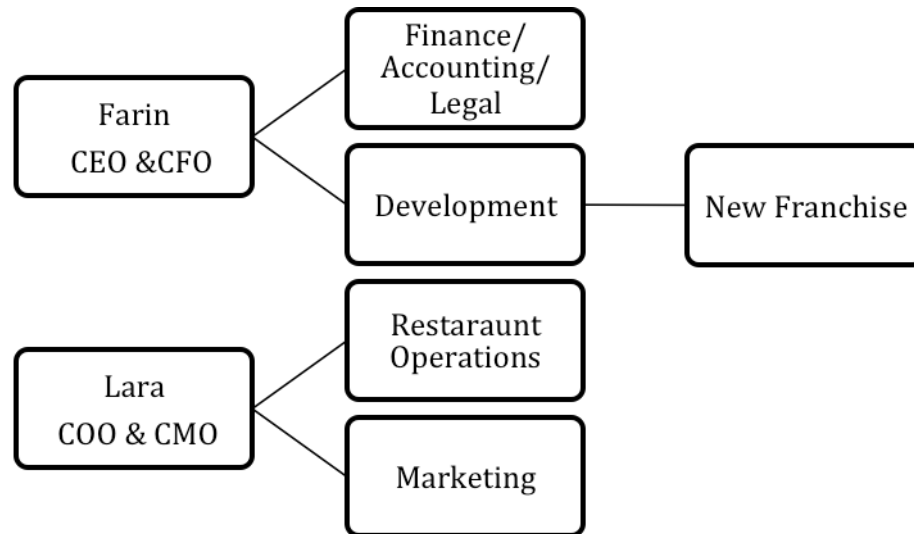 Finance/
Accounting/
Legal
Farin
CEO &CFO
Development
New Franchise
Restaraunt
Operations
Lara
COO & CMO
Marketing